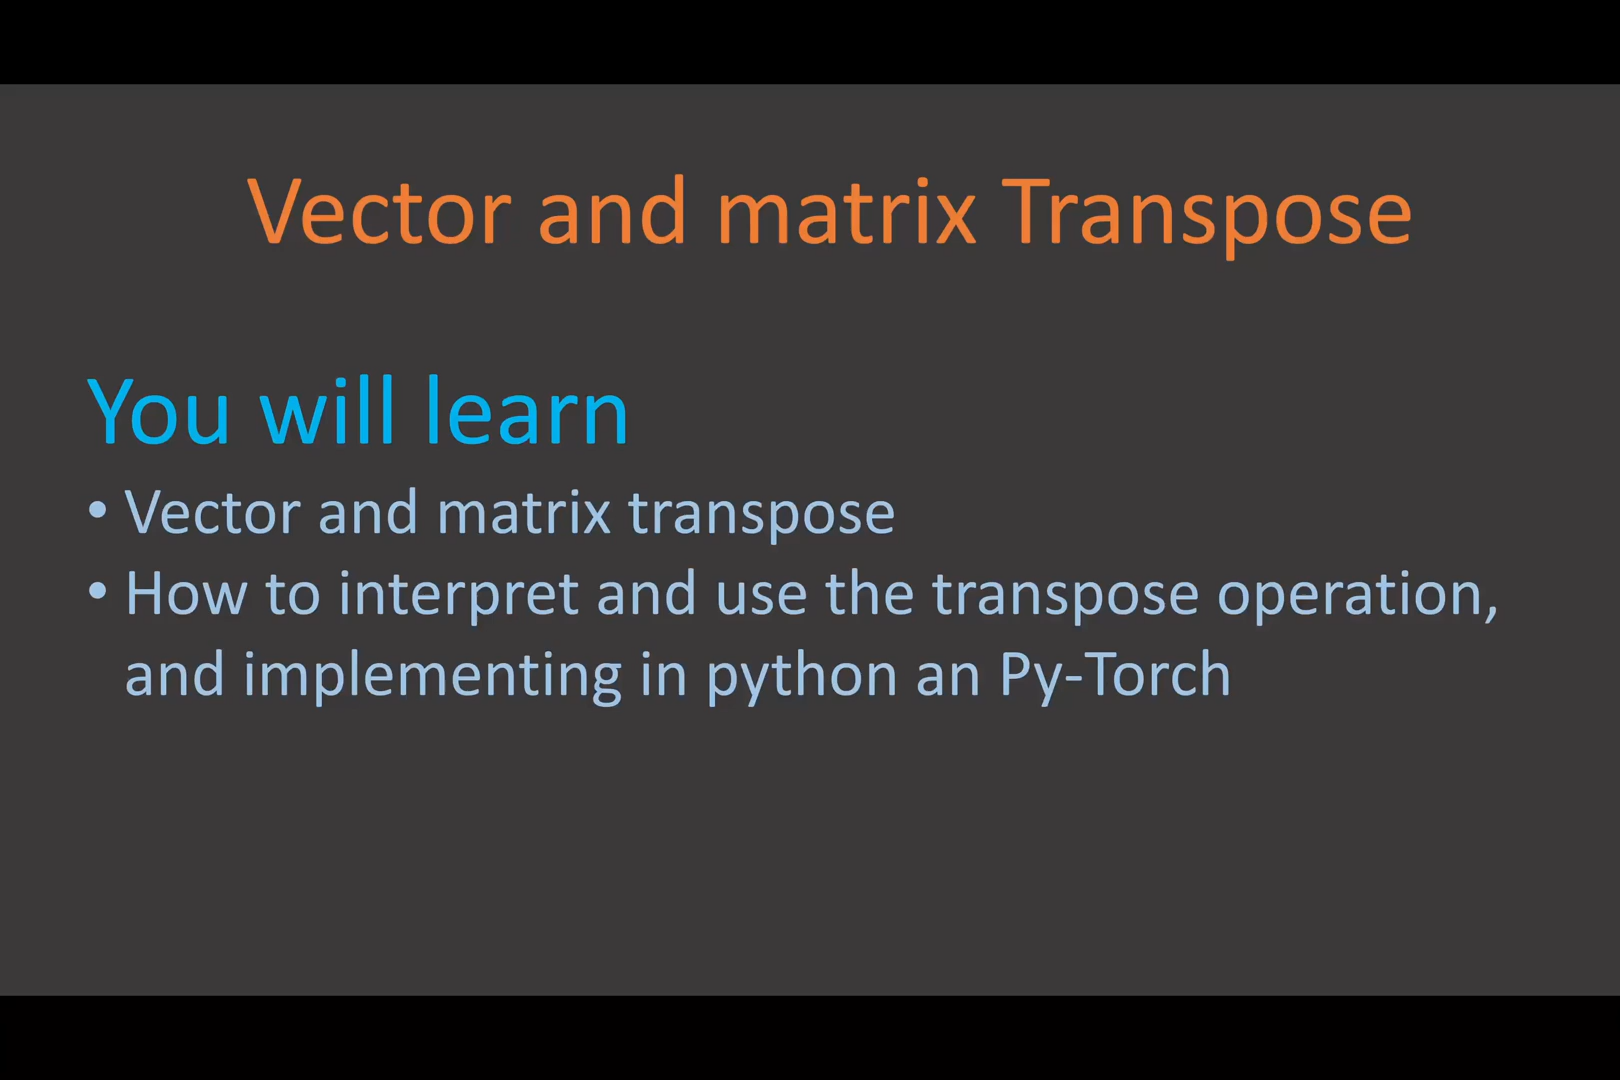 Vector and matrix Transpose
You will learn
• Vector and matrix transpose
• How to interpret and use the transpose operation,
and implementing in python an Py-Torch